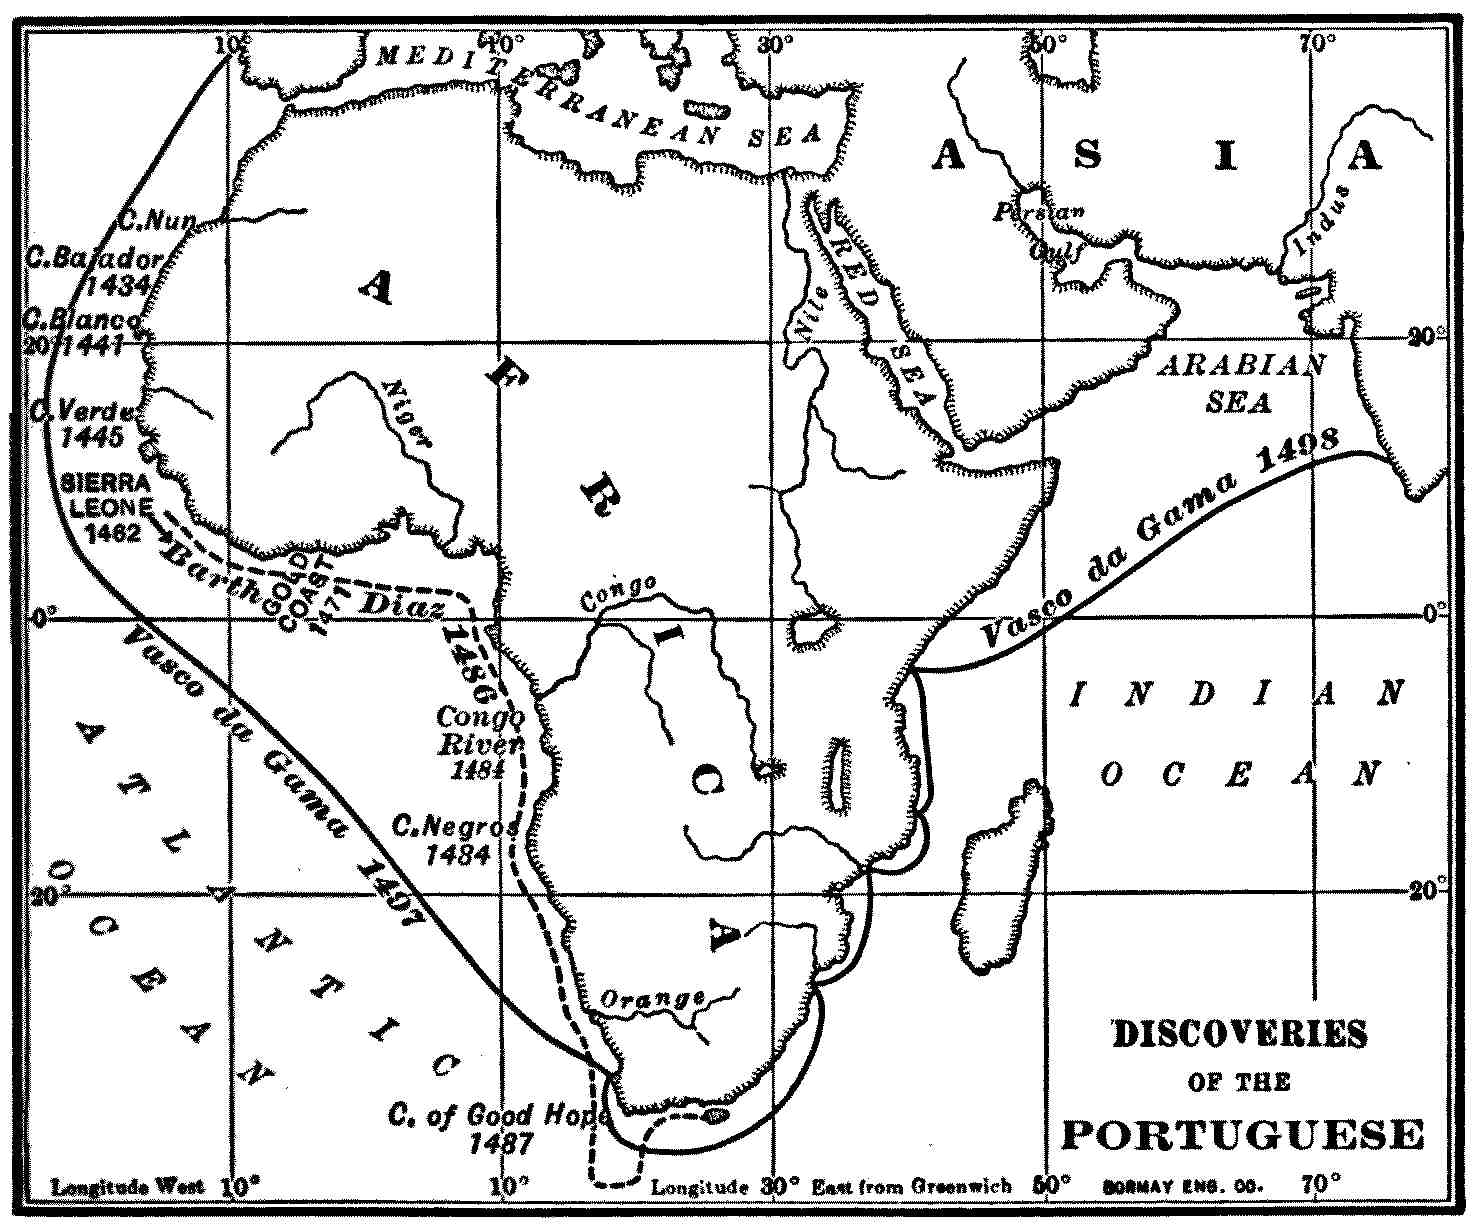 10° 10° 30° 50° 70°
MEDITERRANEAN SEA
ASIA
C.Nun
C.Bajador
1434
C.Blanco
1441
20° 20°
C.Verde
1445
SIERRA
LEONE
1462
Persian
Gulf
Indus
RED SEA
Nile
ARABIAN
SEA
AFRICA
Niger
Barth. Diaz 1486
GOLD
COAST
1471
Congo
0° 0°
Vasco da Gama 1498
Vasco da Gama 1497
Congo
River
1484
C.Negros
1484
INDIAN
OCEAN
20° 20°
ATLANTIC
OCEAN
Orange
C. of Good Hope
1487
DISCOVERIES
OF THE
PORTUGUESE
Longitude West 10° 10° Longitude 30° East from Greenwich 50° BORMAY ENG. CO. 70°